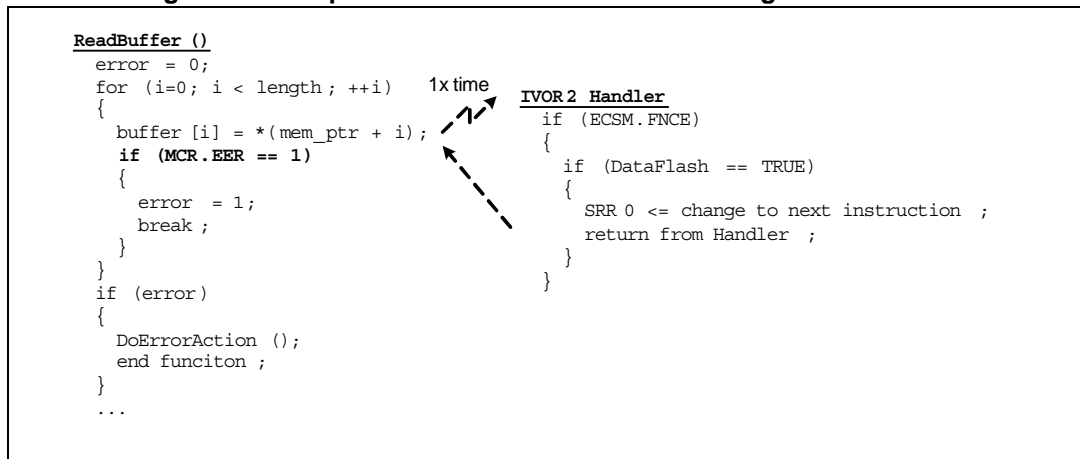 ReadBuffer ()
error = 0;
for (i=0; i < length ; ++i)
{
buffer [i] = *(mem_ptr + i);
if (MCR.EER == 1)
{
error = 1;
break ;
}
}
if (error)
{
DoErrorAction ();
end funciton ;
}
...
1x time
IVOR2 Handler
if (ECSM.FNCE)
{
if (DataFlash == TRUE)
{
SRR 0 <= change to next instruction ;
return from Handler ;
}
}